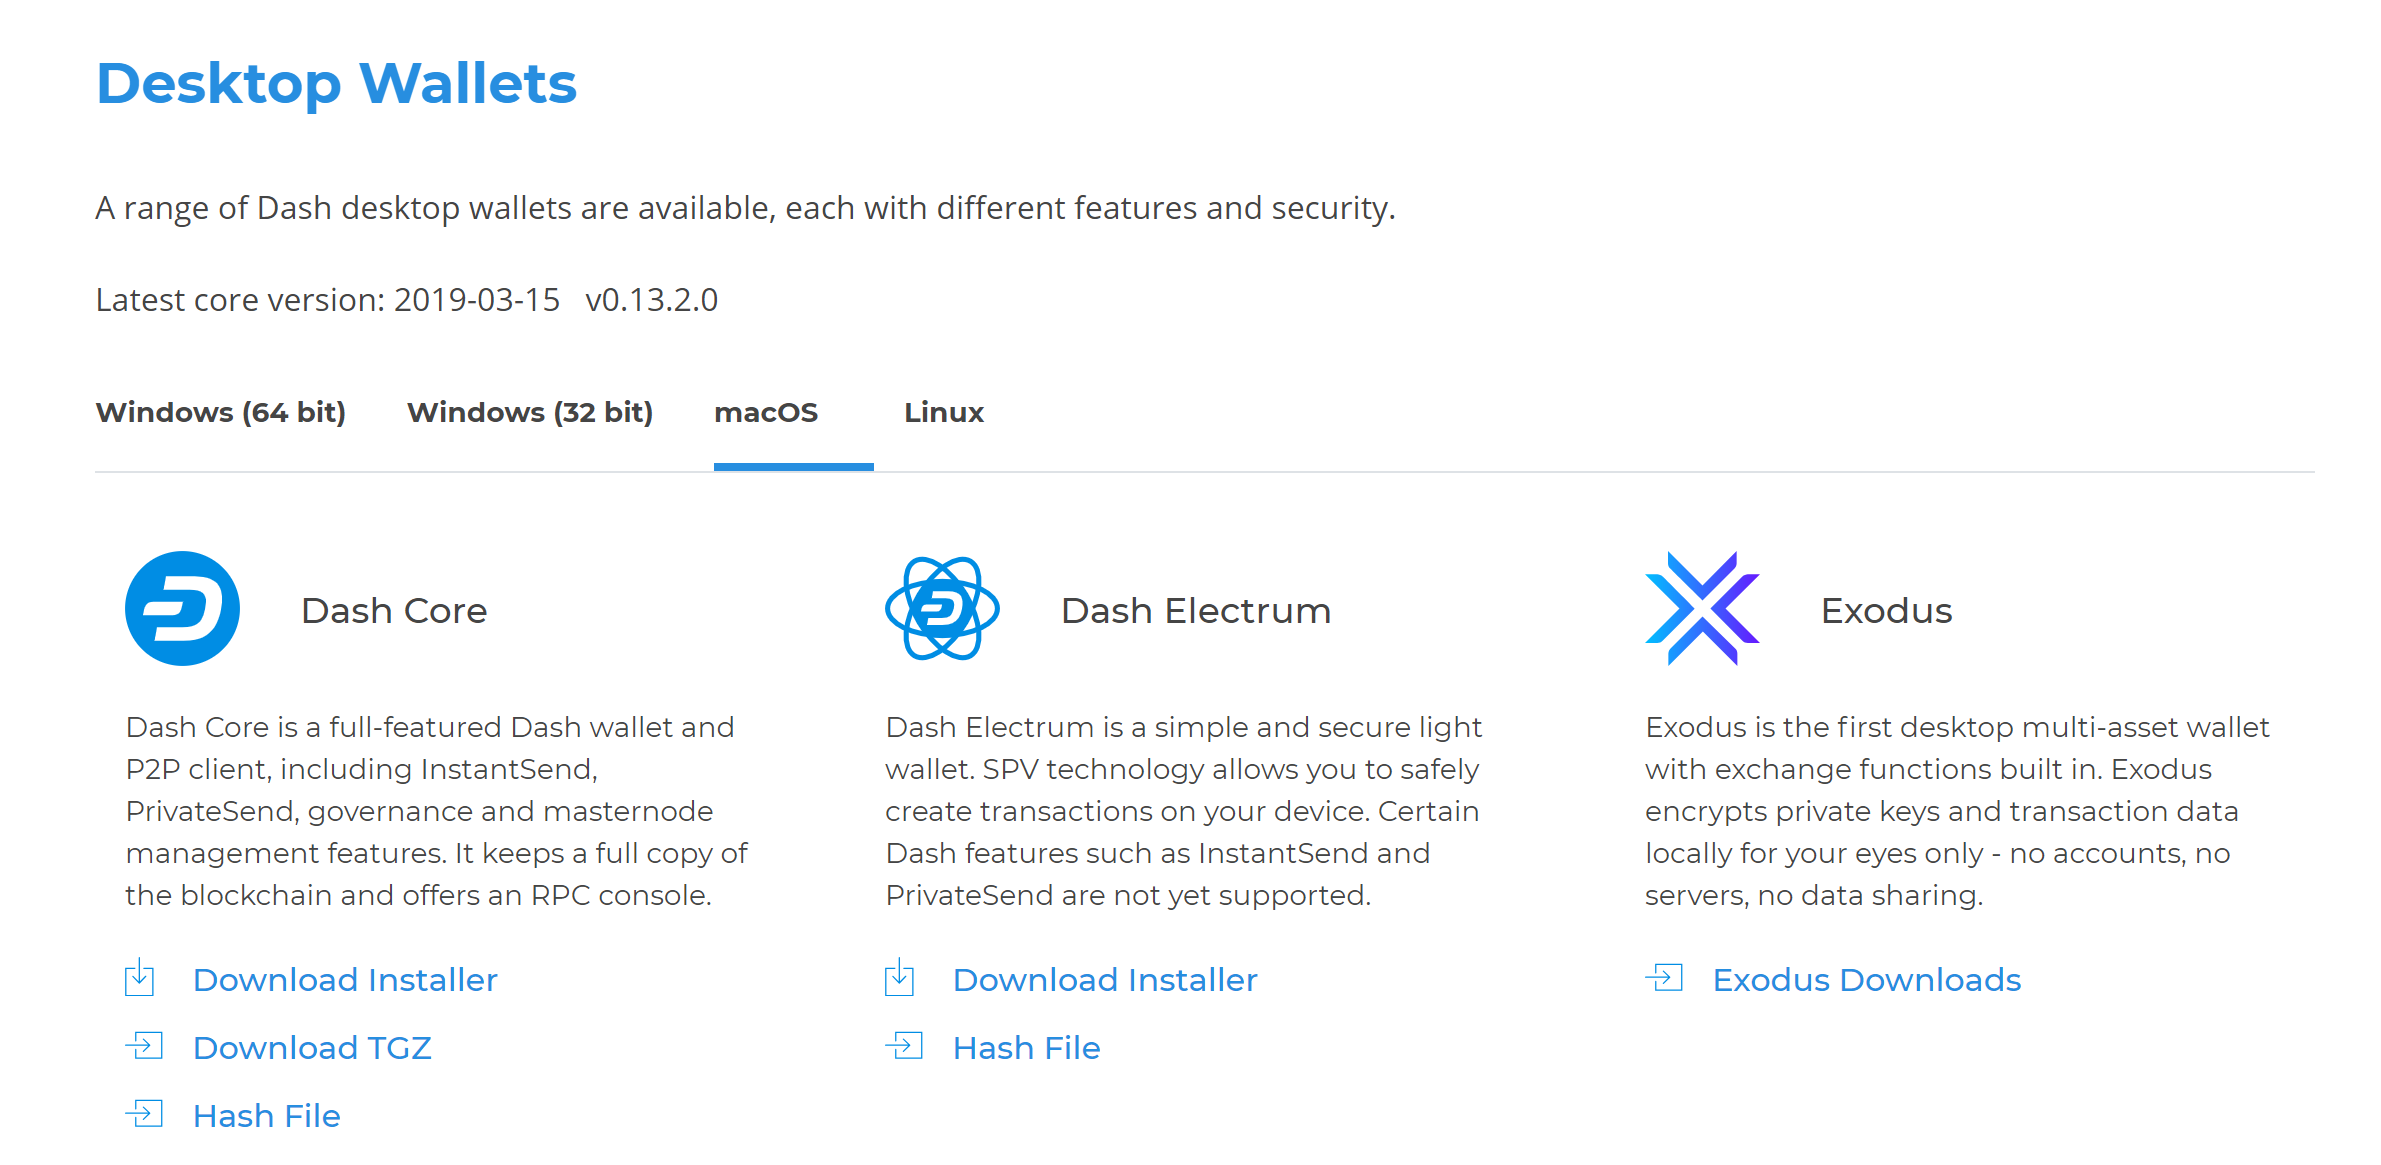 Desktop Wallets
A range of Dash desktop wallets are available, each with different features and security.
Latest core version: 2019-03-15 v0.13.2.0
Windows (64 bit) Windows (32 bit) macOS Linux
Dash Core
Dash Core is a full-featured Dash wallet and
P2P client, including InstantSend,
PrivateSend, governance and masternode
management features. It keeps a full copy of
the blockchain and offers an RPC console.
Download Installer
Download TGZ
Hash File
Dash Electrum
Dash Electrum is a simple and secure light
wallet. SPV technology allows you to safely
create transactions on your device. Certain
Dash features such as InstantSend and
PrivateSend are not yet supported.
Download Installer
Hash File
Exodus
Exodus is the first desktop multi-asset wallet
with exchange functions built in. Exodus
encrypts private keys and transaction data
locally for your eyes only - no accounts, no
servers, no data sharing.
Exodus Downloads